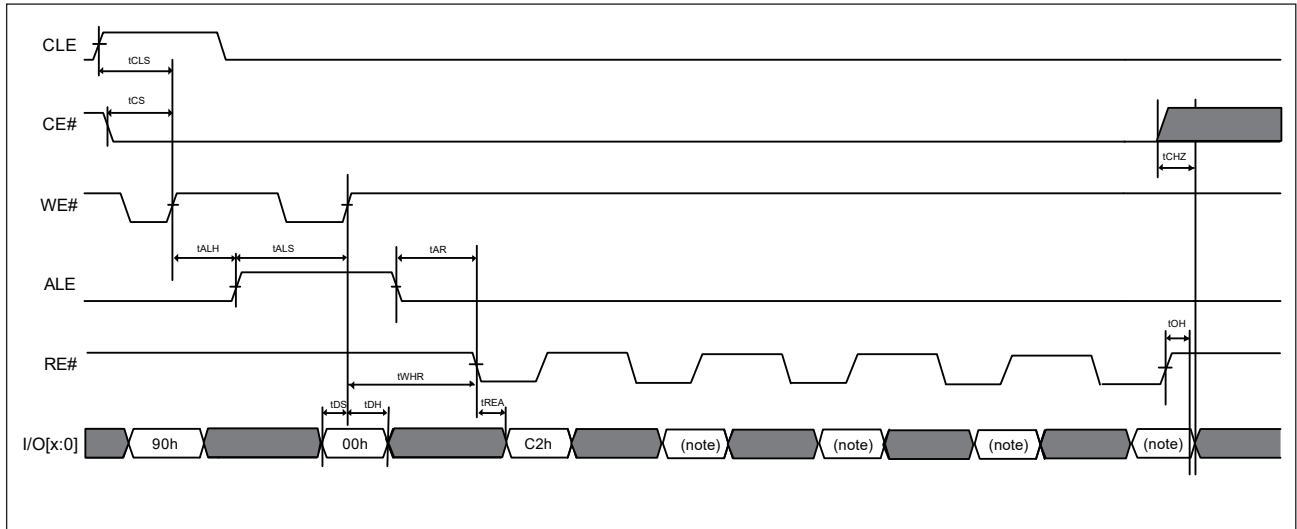 CLE
tCLS
tCS
CE#
tCHZ
WE#
tALH tALS tAR
ALE
tOH
RE#
tWHR
tDS tDH tREA
I/O[x:0] 90h 00h C2h (note) (note) (note) (note)